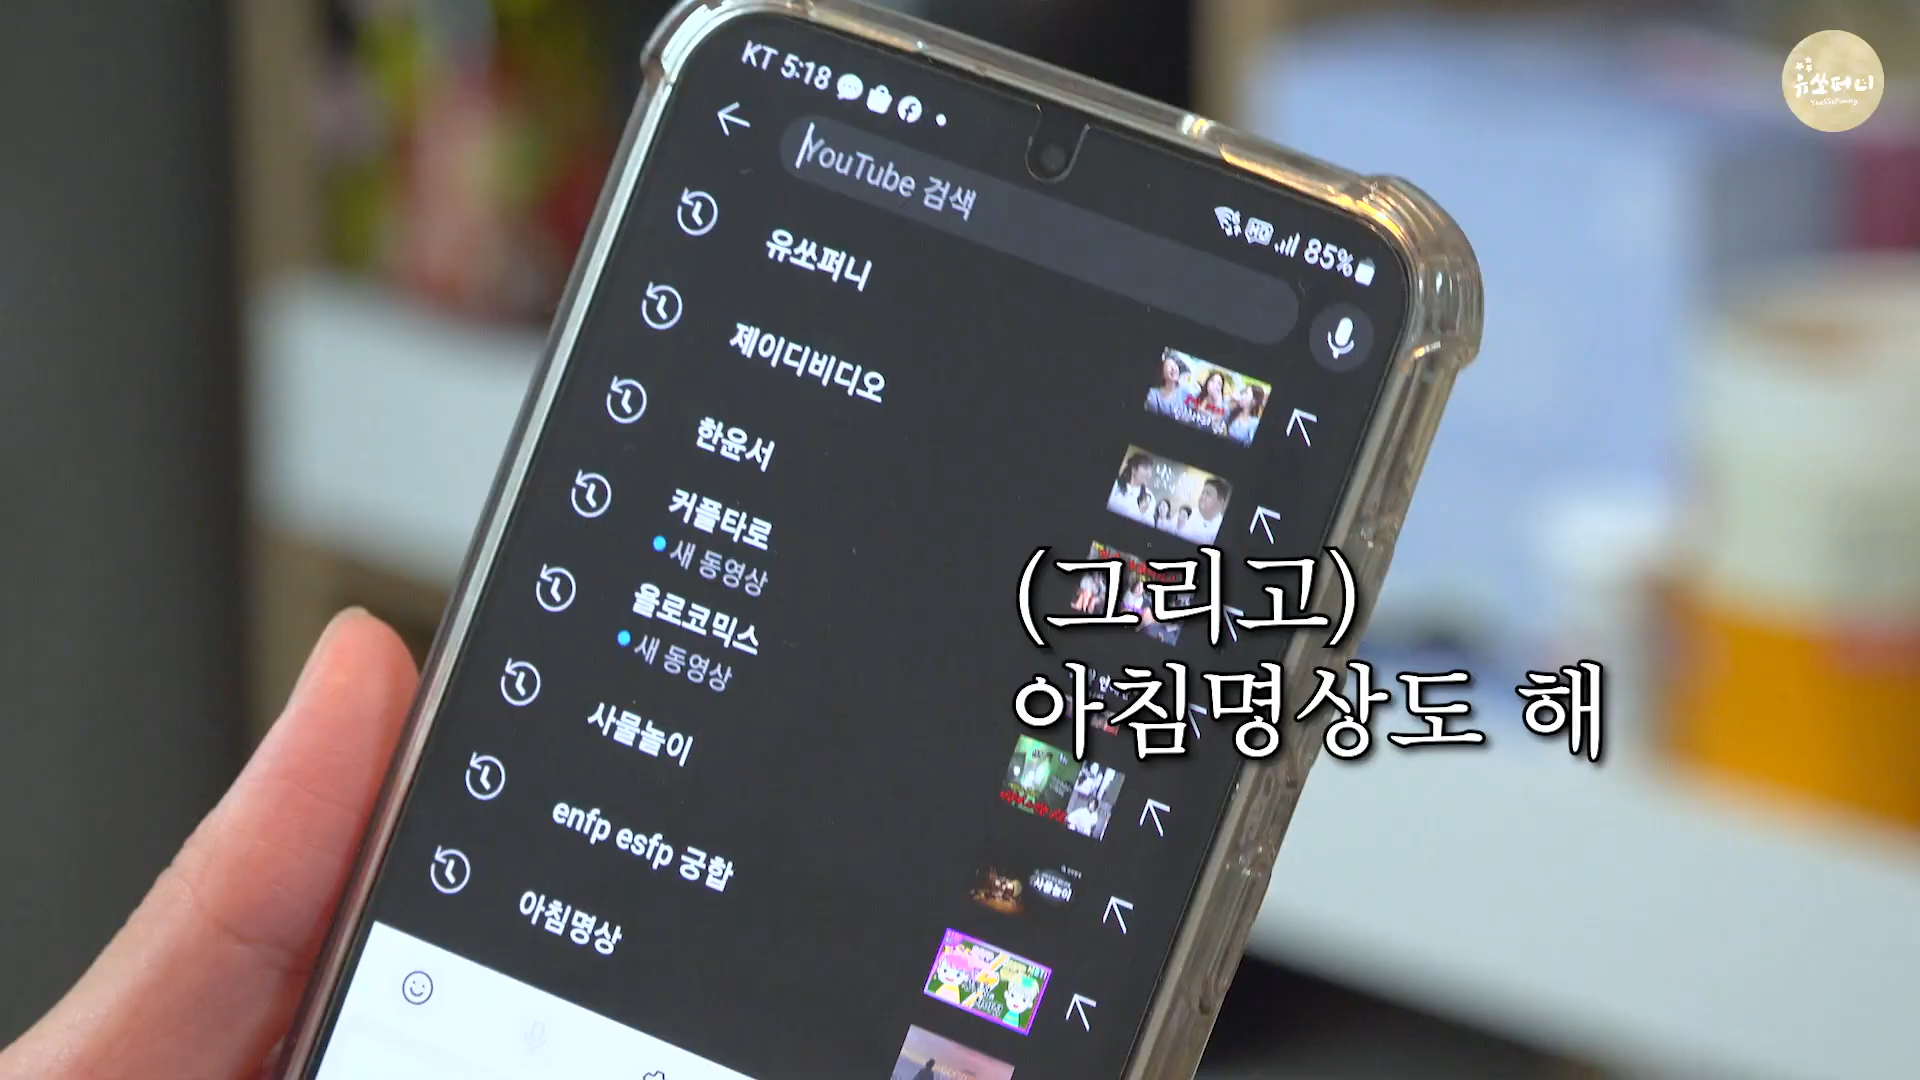 KT 5:18
85%
YouTube 검색
유쏘퍼니
제이디비디오
한윤서
커플타로
새 동영상
욜로코믹스
새 동영상
사물놀이
enfp esfp 궁합
아침명상
(그리고)
아침명상도 해
유쏘퍼니
YouSSoFunny